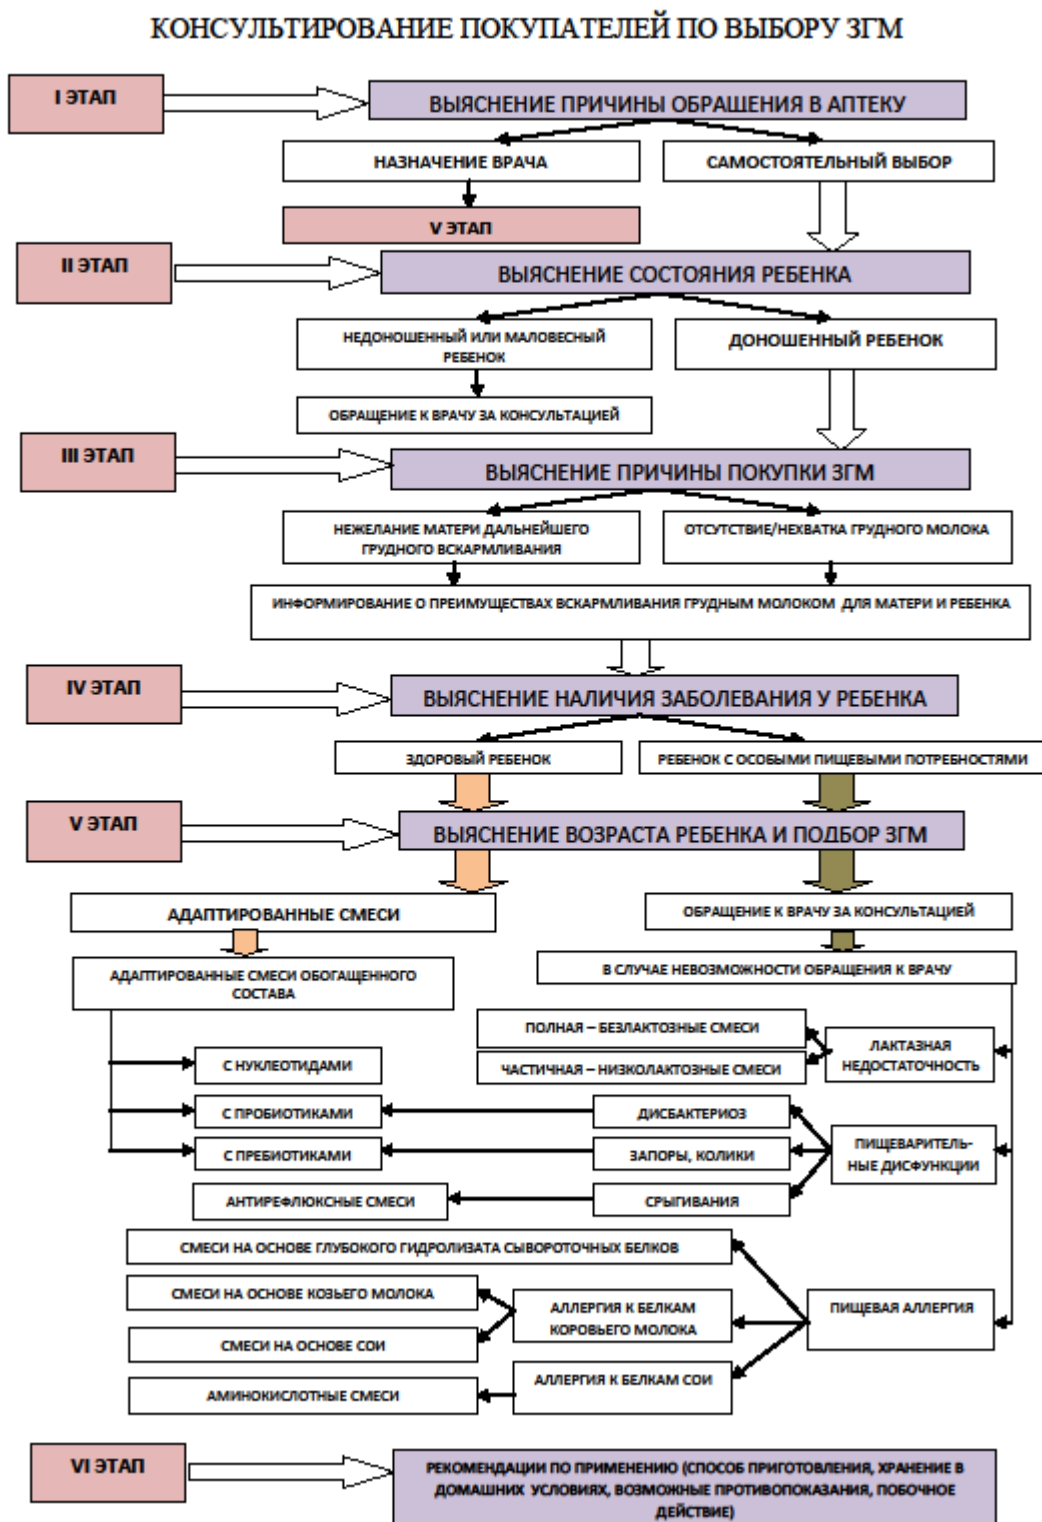 КОНСУЛЬТИРОВАНИЕ ПОКУПАТЕЛЕЙ ПО ВЫБОРУ ЗГМ
I ЭТАП
ВЫЯСНЕНИЕ ПРИЧИНЫ ОБРАЩЕНИЯ В АПТЕКУ
НАЗНАЧЕНИЕ ВРАЧА
САМОСТОЯТЕЛЬНЫЙ ВЫБОР
V ЭТАП
II ЭТАП
ВЫЯСНЕНИЕ СОСТОЯНИЯ РЕБЕНКА
НЕДОНОШЕННЫЙ ИЛИ МАЛОВЕСНЫЙ
РЕБЕНОК
ДОНОШЕННЫЙ РЕБЕНОК
ОБРАЩЕНИЕ К ВРАЧУ ЗА КОНСУЛЬТАЦИЕЙ
III ЭТАП
ВЫЯСНЕНИЕ ПРИЧИНЫ ПОКУПКИ ЗГМ
НЕЖЕЛАНИЕ МАТЕРИ ДАЛЬНЕЙШЕГО
ГРУДНОГО ВСКАРМЛИВАНИЯ
ОТСУТСТВИЕ/НЕХВАТКА ГРУДНОГО МОЛОКА
ИНФОРМИРОВАНИЕ О ПРЕИМУЩЕСТВАХ ВСКАРМЛИВАНИЯ ГРУДНЫМ МОЛОКОМ ДЛЯ МАТЕРИ И РЕБЕНКА
IV ЭТАП
ВЫЯСНЕНИЕ НАЛИЧИЯ ЗАБОЛЕВАНИЯ У РЕБЕНКА
ЗДОРОВЫЙ РЕБЕНОК
РЕБЕНОК С ОСОБЫМИ ПИЩЕВЫМИ ПОТРЕБНОСТЯМИ
V ЭТАП
ВЫЯСНЕНИЕ ВОЗРАСТА РЕБЕНКА И ПОДБОР ЗГМ
АДАПТИРОВАННЫЕ СМЕСИ
ОБРАЩЕНИЕ К ВРАЧУ ЗА КОНСУЛЬТАЦИЕЙ
АДАПТИРОВАННЫЕ СМЕСИ ОБОГАЩЕННОГО
СОСТАВА
В СЛУЧАЕ НЕВОЗМОЖНОСТИ ОБРАЩЕНИЯ К ВРАЧУ
ПОЛНАЯ – БЕЗЛАКТОЗНЫЕ СМЕСИ
ЧАСТИЧНАЯ – НИЗКОЛАКТОЗНЫЕ СМЕСИ
ЛАКТАЗНАЯ
НЕДОСТАТОЧНОСТЬ
С НУКЛЕОТИДАМИ
С ПРОБИОТИКАМИ
ДИСБАКТЕРИОЗ
С ПРЕБИОТИКАМИ
ЗАПОРЫ, КОЛИКИ
ПИЩЕВАРИТЕЛЬ-
НЫЕ ДИСФУНКЦИИ
АНТИРЕФЛЮКСНЫЕ СМЕСИ
СРЫГИВАНИЯ
СМЕСИ НА ОСНОВЕ ГЛУБОКОГО ГИДРОЛИЗАТА СЫВОРОТОЧНЫХ БЕЛКОВ
СМЕСИ НА ОСНОВЕ КОЗЬЕГО МОЛОКА
АЛЛЕРГИЯ К БЕЛКАМ
КОРОВЬЕГО МОЛОКА
ПИЩЕВАЯ АЛЛЕРГИЯ
СМЕСИ НА ОСНОВЕ СОИ
АЛЛЕРГИЯ К БЕЛКАМ СОИ
АМИНОКИСЛОТНЫЕ СМЕСИ
VI ЭТАП
РЕКОМЕНДАЦИИ ПО ПРИМЕНЕНИЮ (СПОСОБ ПРИГОТОВЛЕНИЯ, ХРАНЕНИЕ В
ДОМАШНИХ УСЛОВИЯХ, ВОЗМОЖНЫЕ ПРОТИВОПОКАЗАНИЯ, ПОБОЧНОЕ
ДЕЙСТВИЕ)